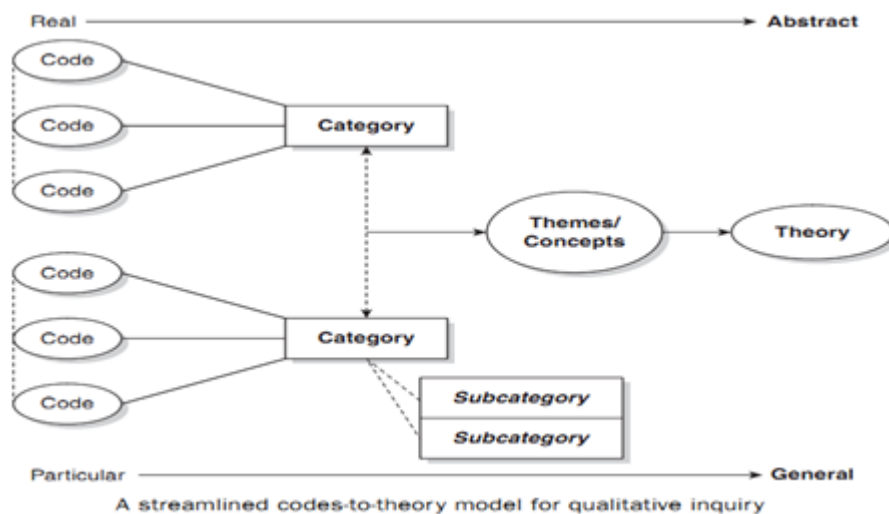 Real
Abstract
Code
Code
Category
Code
Themes/
Concepts
Theory
Code
Code
Category
Code
Subcategory
Subcategory
Particular
General
A streamlined codes-to-theory model for qualitative inquiry